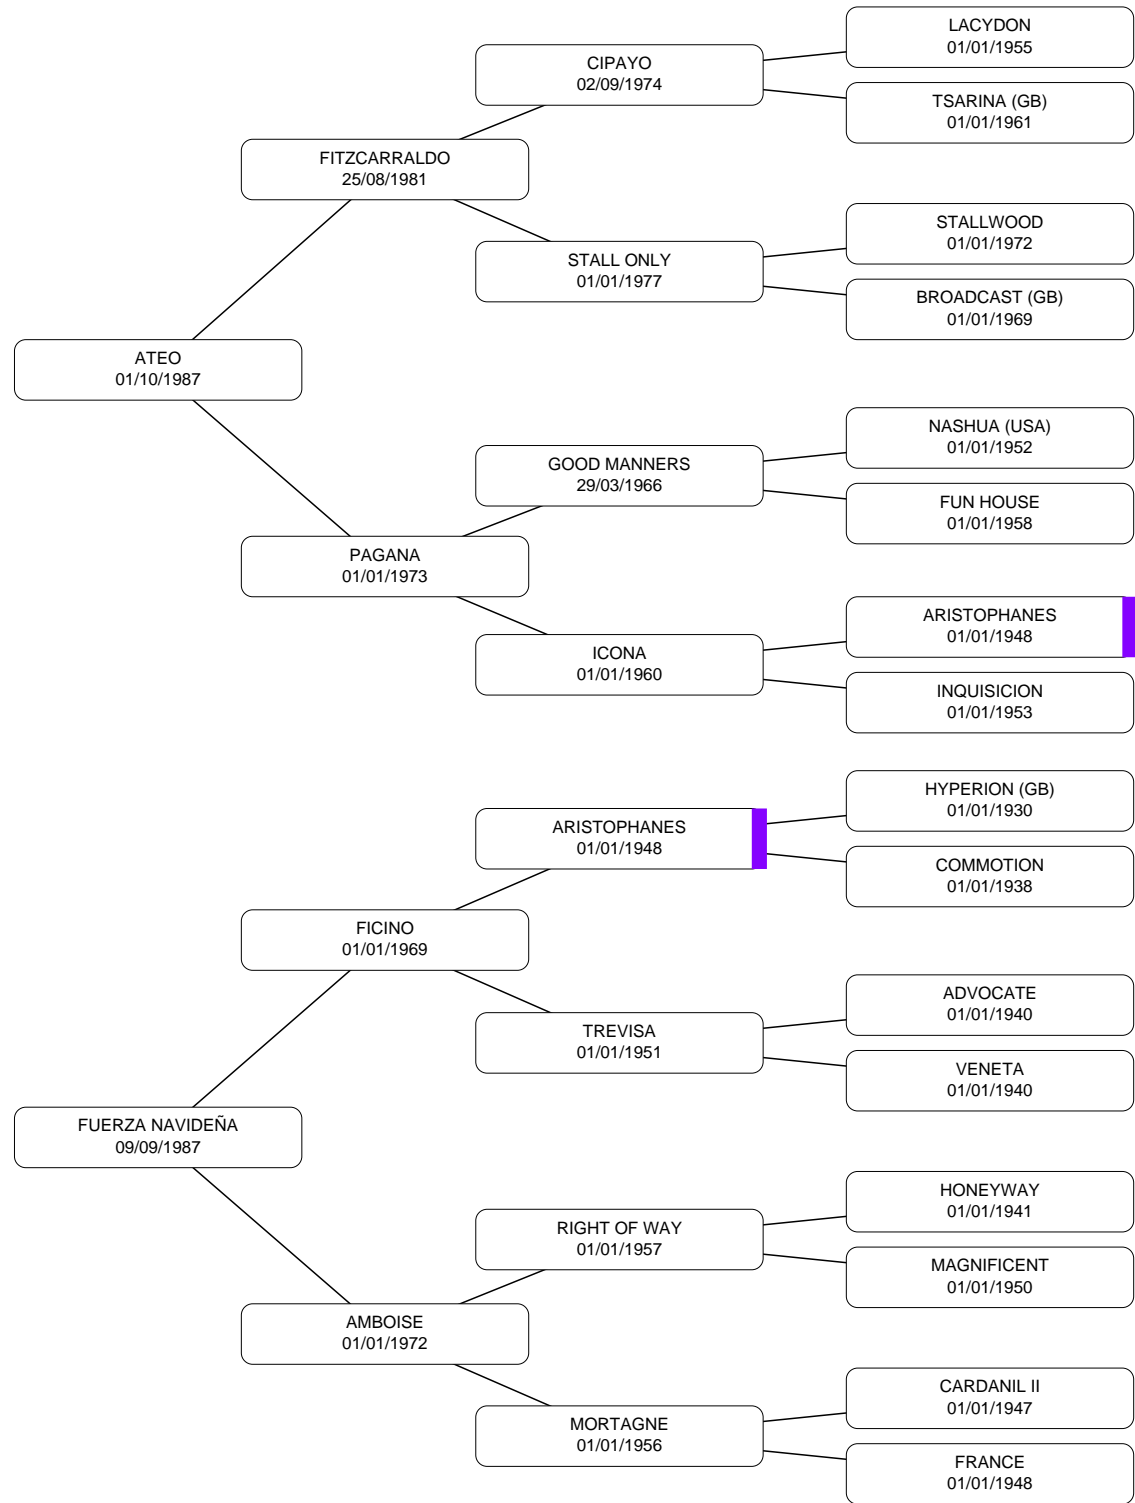 LACYDON
01/01/1955
CIPAYO
02/09/1974
TSARINA (GB)
01/01/1961
FITZCARRALDO
25/08/1981
STALLWOOD
01/01/1972
STALL ONLY
01/01/1977
BROADCAST (GB)
01/01/1969
ATEO
01/10/1987
NASHUA (USA)
01/01/1952
GOOD MANNERS
29/03/1966
FUN HOUSE
01/01/1958
PAGANA
01/01/1973
ARISTOPHANES
01/01/1948
ICONA
01/01/1960
INQUISICION
01/01/1953
HYPERION (GB)
01/01/1930
ARISTOPHANES
01/01/1948
COMMOTION
01/01/1938
FICINO
01/01/1969
ADVOCATE
01/01/1940
TREVISA
01/01/1951
VENETA
01/01/1940
FUERZA NAVIDEÑA
09/09/1987
HONEYWAY
01/01/1941
RIGHT OF WAY
01/01/1957
MAGNIFICENT
01/01/1950
AMBOISE
01/01/1972
CARDANIL II
01/01/1947
MORTAGNE
01/01/1956
FRANCE
01/01/1948